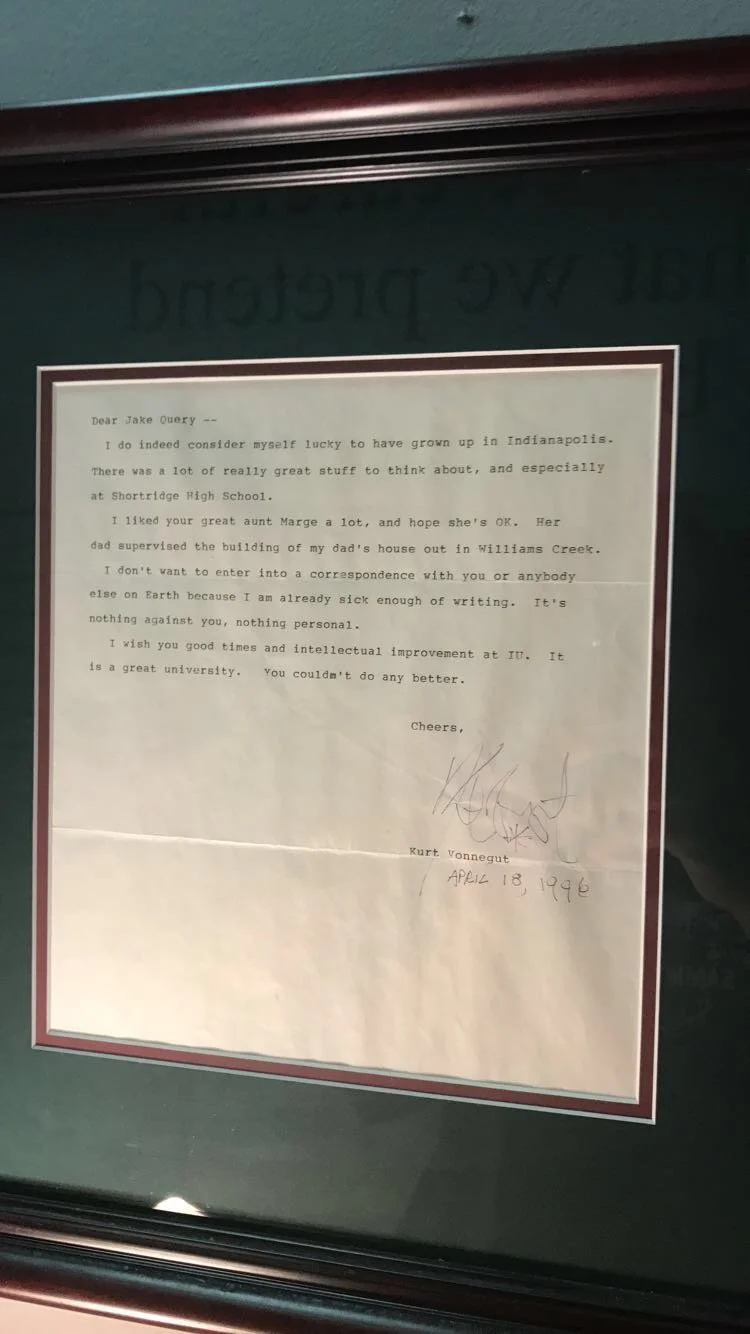 hat we pretend
Dear Jake Query --
I do indeed consider myself lucky to have grown up in Indianapolis.
There was a lot of really great stuff to think about, and especially
at Shortridge High School.
I liked your great aunt Marge a lot, and hope she's OK. Her
dad supervised the building of my dad's house out in Williams Creek.
I don't want to enter into a correspondence with you or anybody
else on Earth because I am already sick enough of writing. It's
nothing against you, nothing personal.
I wish you good times and intellectual improvement at IU. It
is a great university. You couldm't do any better.
Cheers,
Kurt Vonnegut
APRIL 18, 1996